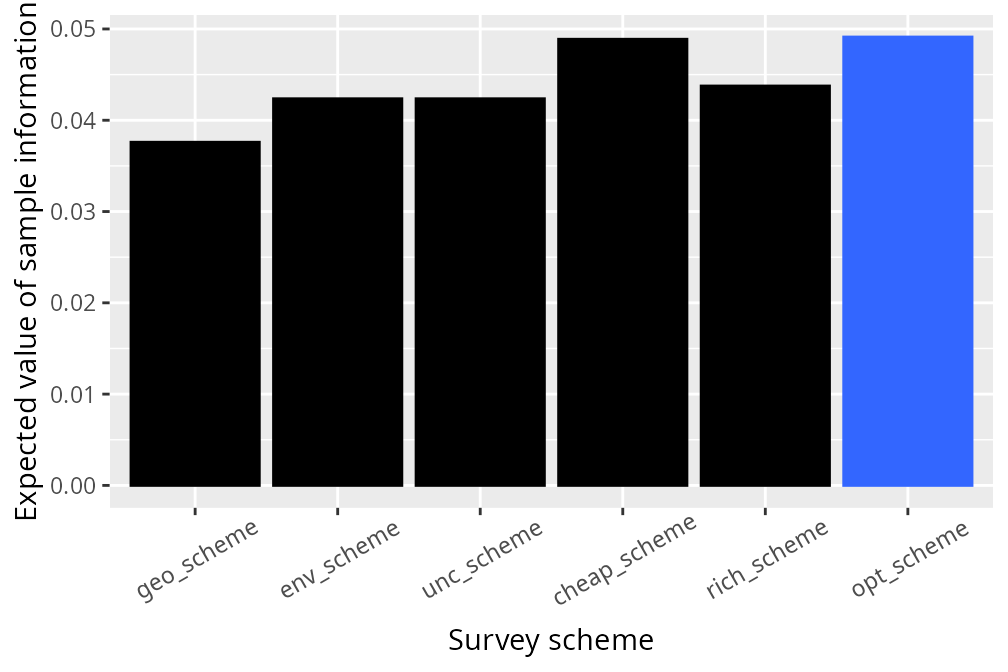 Expected value of sample information
0.05
0.04
0.03
0.02
0.01
0.00
geo_scheme
env_scheme
unc_scheme
cheap_scheme
rich_scheme
opt_scheme
Survey scheme